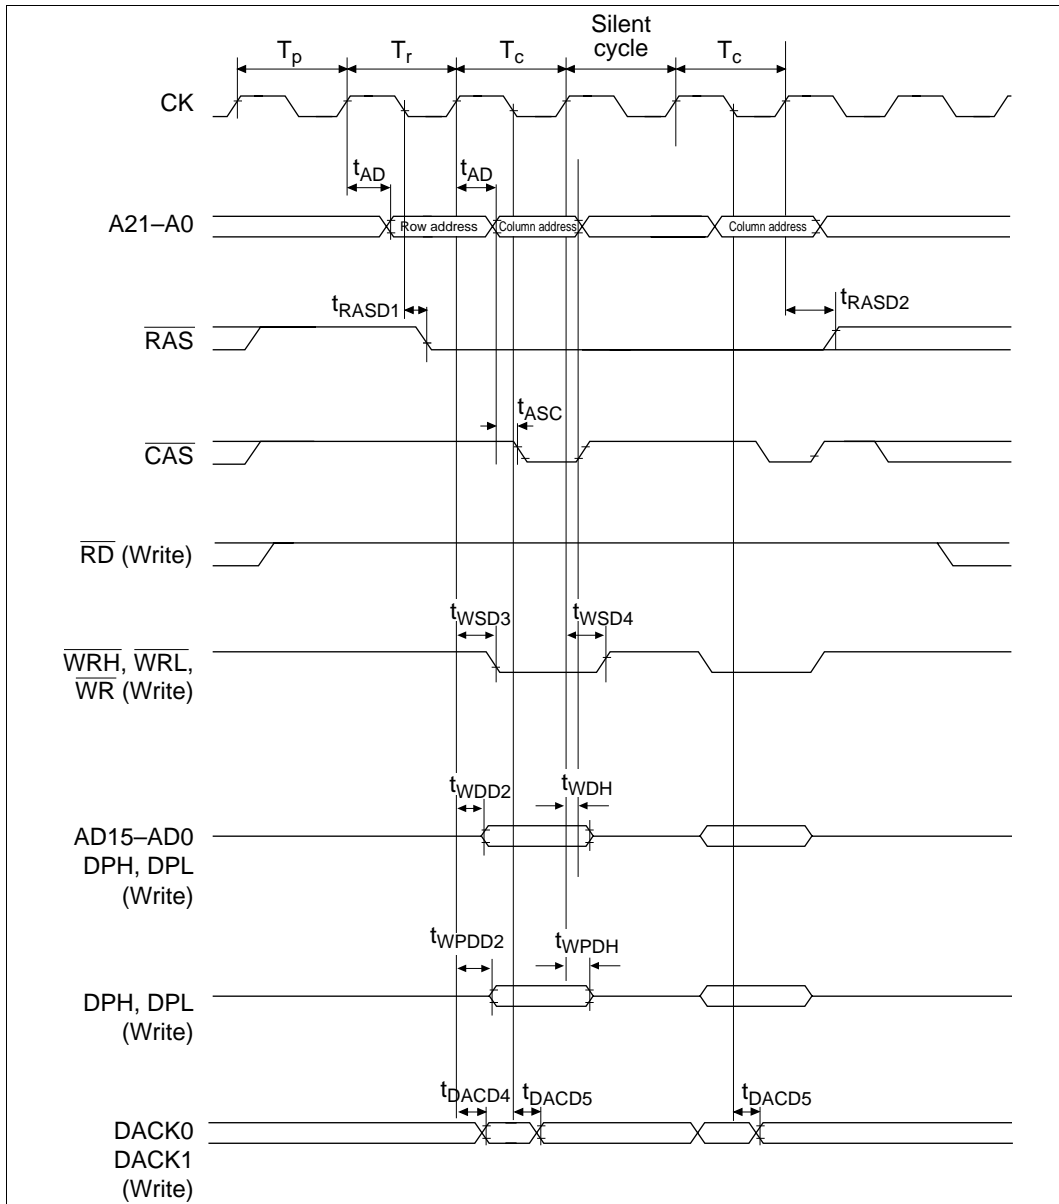 Silent
cycle
Tp Tr Tc Tc
CK
tAD tAD
A21–A0 Row address Column address Column address
tRASD1 tRASD2
RAS
tASC
CAS
RD (Write)
tWSD3 tWSD4
WRH, WRL,
WR (Write)
tWDD2 tWDH
AD15–AD0
DPH, DPL
(Write)
tWPDD2 tWPDH
DPH, DPL
(Write)
tDACD4 tDACD5 tDACD5
DACK0
DACK1
(Write)